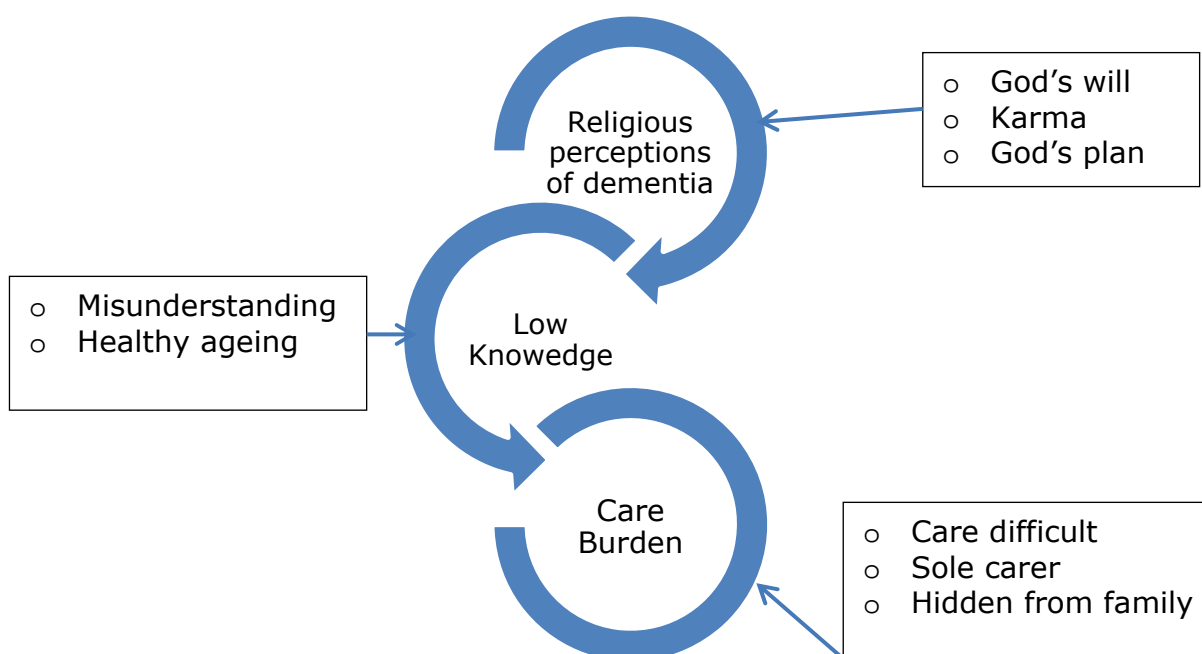 Religious
perceptions
of dementia
o God's will
o Karma
o God's plan
o Misunderstanding
o Healthy ageing
Low
Knowedge
Care
Burden
o Care difficult
o Sole carer
o Hidden from family